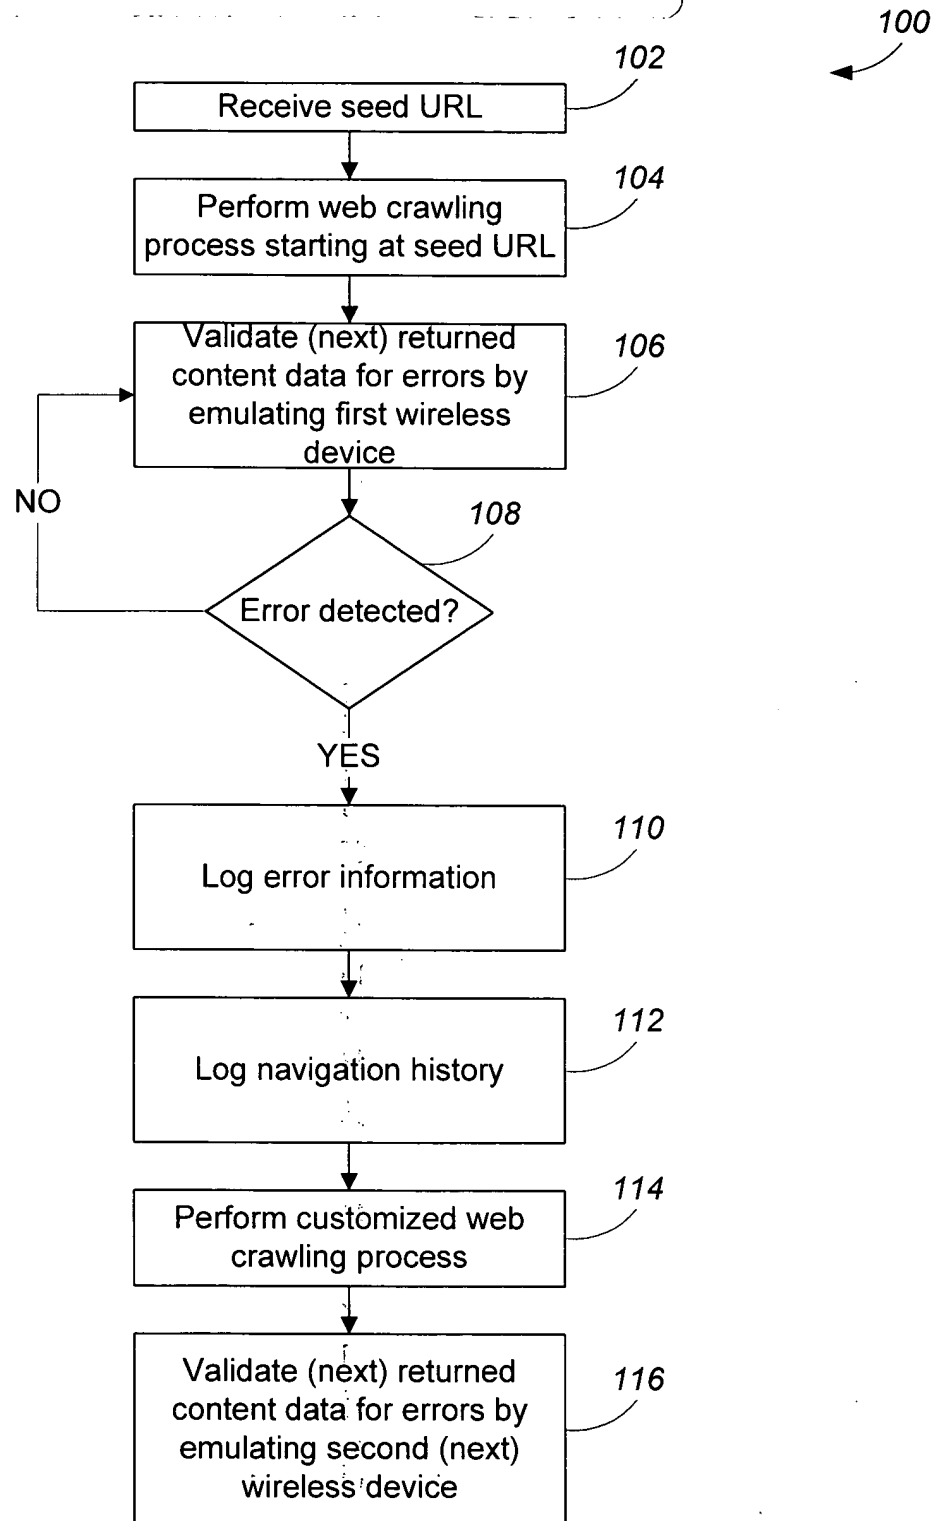 100
102
Receive seed URL
104
Perform web crawling
process starting at seed URL
106
Validate (next) returned
content data for errors by
emulating first wireless
device
NO
108
Error detected?
YES
110
Log error information
112
Log navigation history
114
Perform customized web
crawling process
116
Validate (next) returned
content data for errors by
emulating second (next)
wireless device